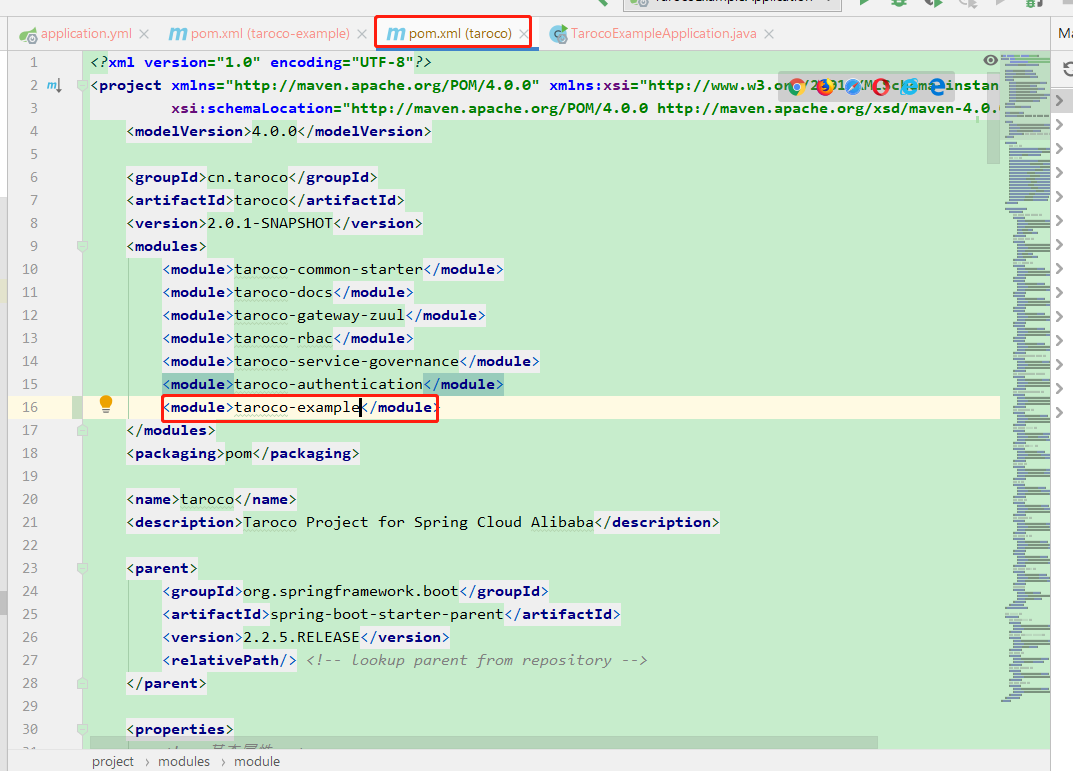 TarocoExampleApplication
application.yml
pom.xml (taroco-example)
pom.xml (taroco)
TarocoExampleApplication.java
Ma
1 <?xml version="1.0" encoding="UTF-8"?>
2 <project xmlns="http://maven.apache.org/POM/4.0.0" xmlns:xsi="http://www.w3.org/2001/XMLSchema-instan
3 xsi:schemaLocation="http://maven.apache.org/POM/4.0.0 http://maven.apache.org/xsd/maven-4.0.
4 <modelVersion>4.0.0</modelVersion>
5
6 <groupId>cn.taroco</groupId>
7 <artifactId>taroco</artifactId>
8 <version>2.0.1-SNAPSHOT</version>
9 <modules>
10 <module>taroco-common-starter</module>
11 <module>taroco-docs</module>
12 <module>taroco-gateway-zuul</module>
13 <module>taroco-rbac</module>
14 <module>taroco-service-governance</module>
15 <module>taroco-authentication</module>
16 <module>taroco-example</module>
17 </modules>
18 <packaging>pom</packaging>
19
20 <name>taroco</name>
21 <description>Taroco Project for Spring Cloud Alibaba</description>
22
23 <parent>
24 <groupId>org.springframework.boot</groupId>
25 <artifactId>spring-boot-starter-parent</artifactId>
26 <version>2.2.5.RELEASE</version>
27 <relativePath/> <!-- lookup parent from repository -->
28 </parent>
29
30 <properties>
project › modules › module